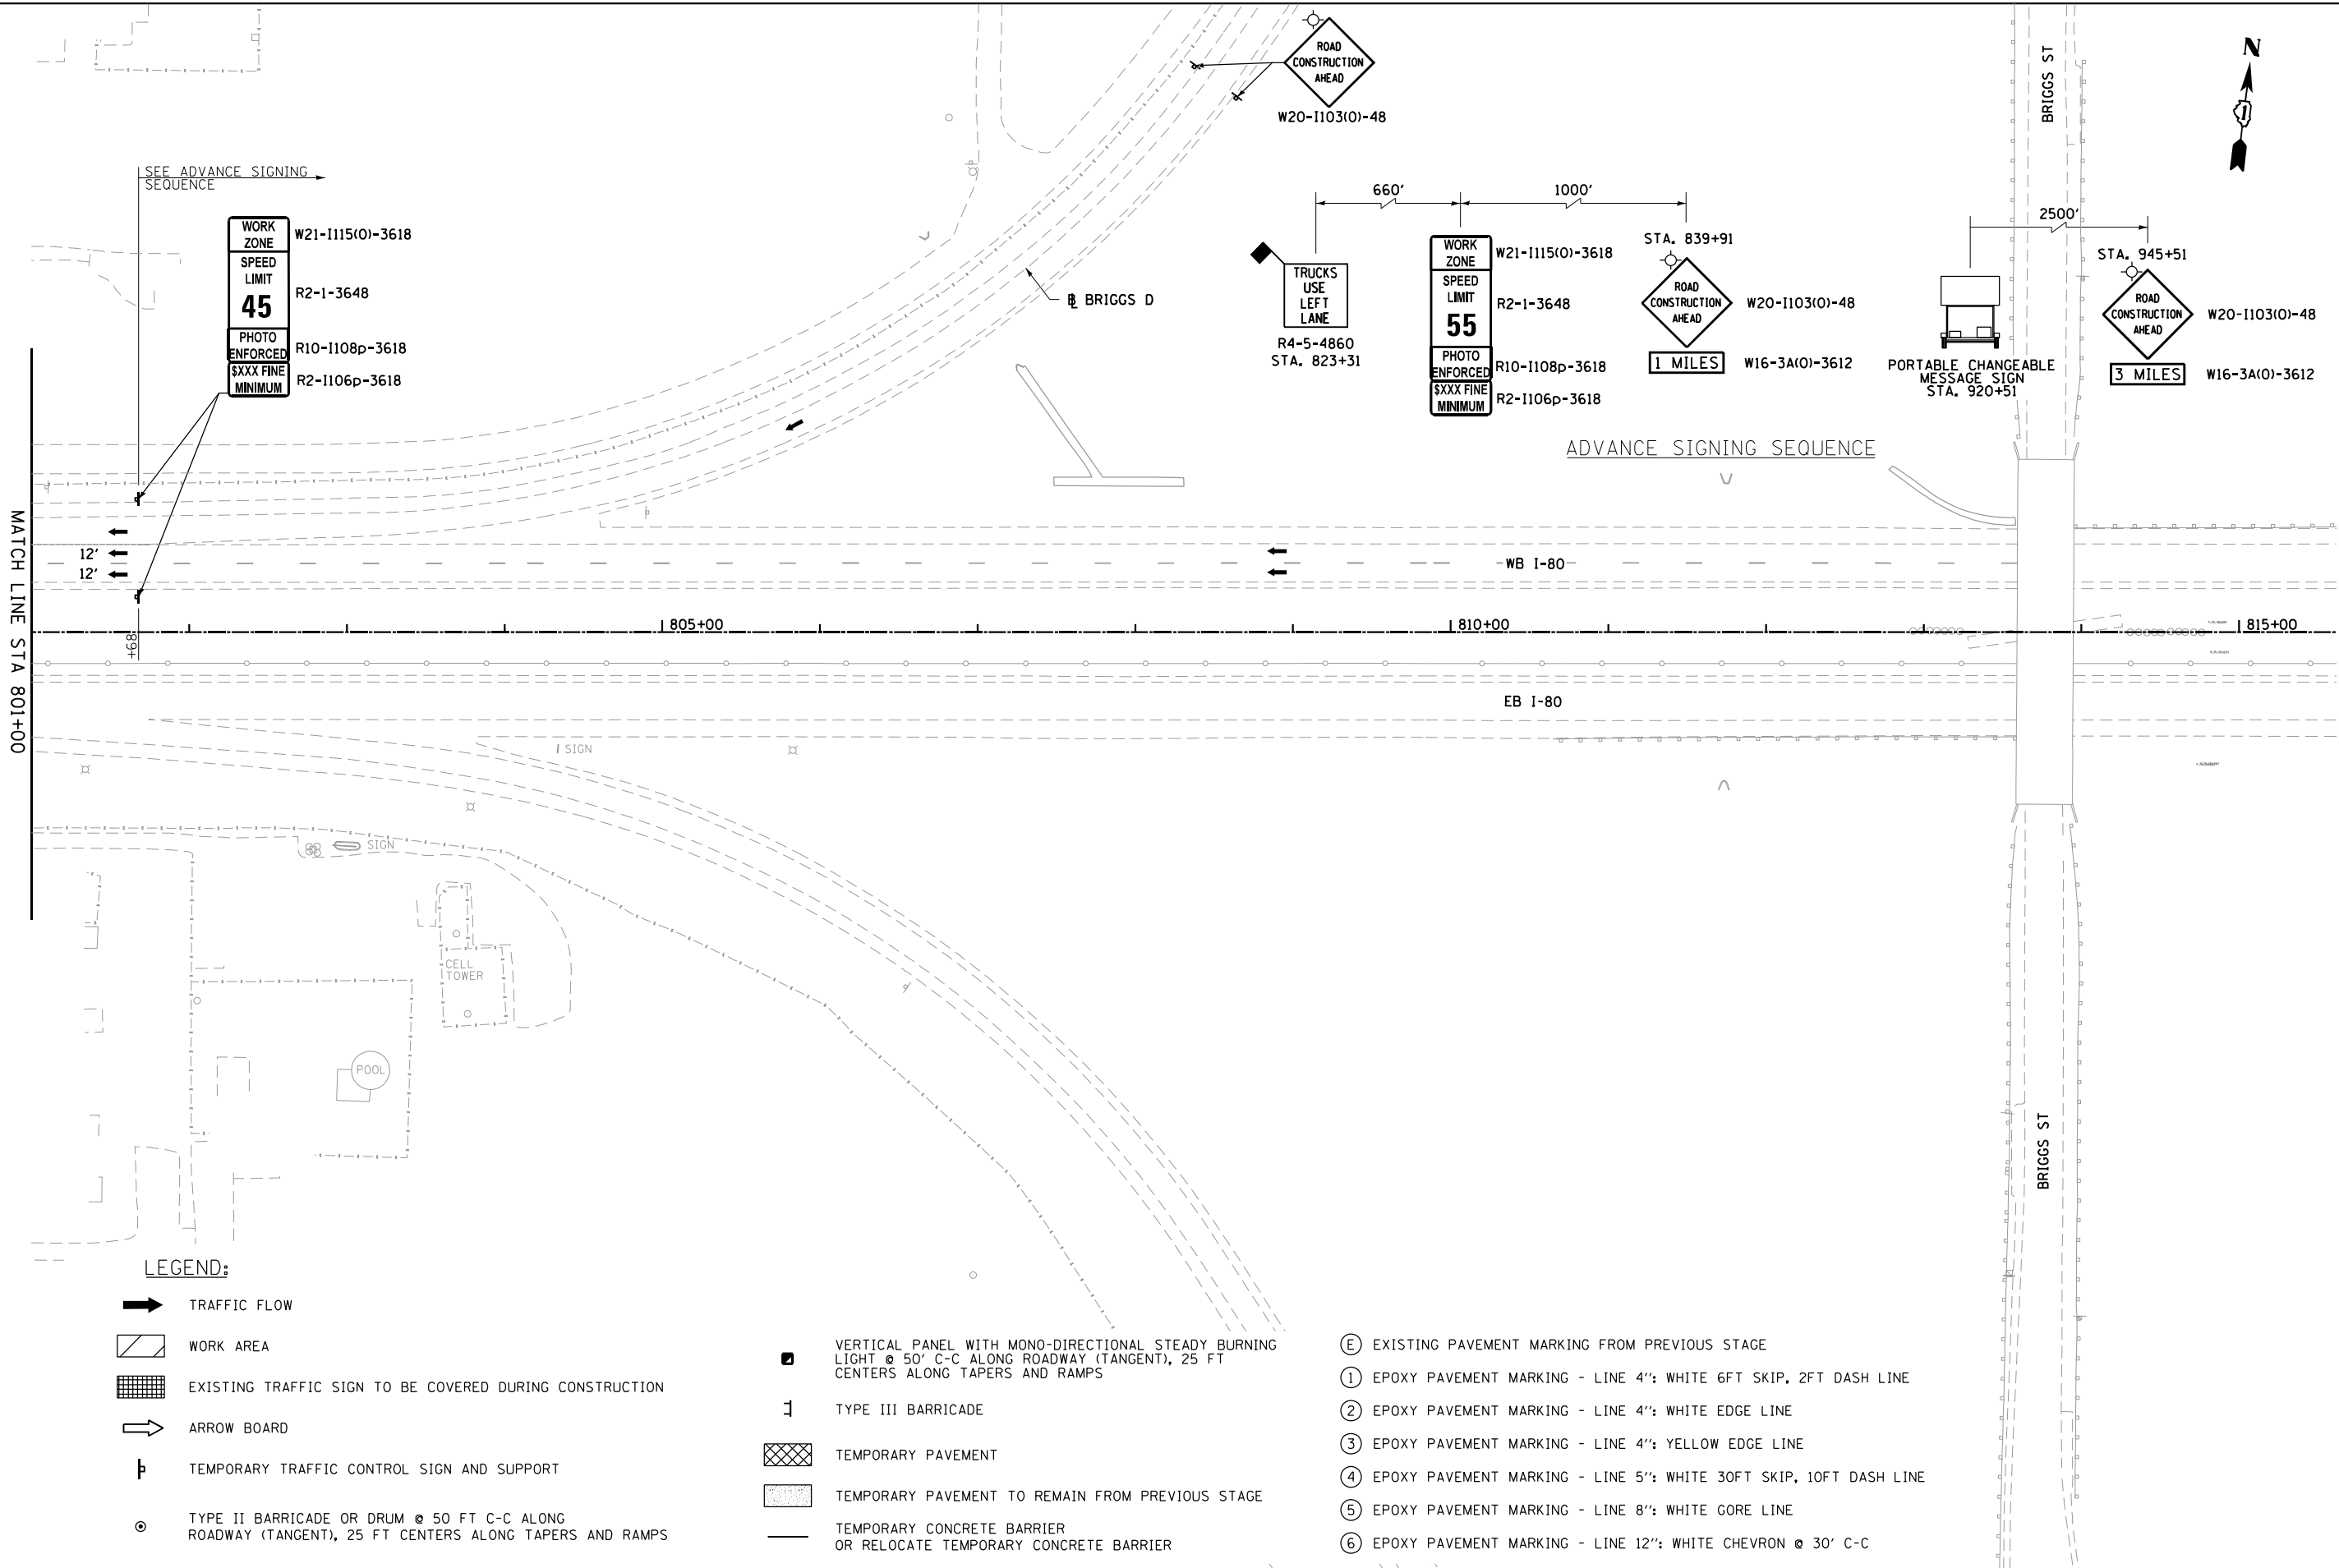 ROAD
CONSTRUCTION
AHEAD
W20-I103(0)-48
BRIGGS ST
N
1
SEE ADVANCE SIGNING
SEQUENCE
WORK
ZONE
W21-I115(0)-3618
SPEED
LIMIT
45
R2-1-3648
PHOTO
ENFORCED
R10-I108p-3618
$XXX FINE
MINIMUM
R2-I106p-3618
BRIGGS D
660'
1000'
TRUCKS
USE
LEFT
LANE
R4-5-4860
STA. 823+31
WORK
ZONE
W21-I115(0)-3618
SPEED
LIMIT
55
R2-1-3648
PHOTO
ENFORCED
R10-I108p-3618
$XXX FINE
MINIMUM
R2-I106p-3618
STA. 839+91
ROAD
CONSTRUCTION
AHEAD
W20-I103(0)-48
1 MILES
W16-3A(0)-3612
2500'
PORTABLE CHANGEABLE
MESSAGE SIGN
STA. 920+51
STA. 945+51
ROAD
CONSTRUCTION
AHEAD
W20-I103(0)-48
3 MILES
W16-3A(0)-3612
ADVANCE SIGNING SEQUENCE
MATCH LINE STA 801+00
12'
12'
WB I-80
+68
805+00
810+00
815+00
EB I-80
SIGN
SIGN
CELL
TOWER
POOL
BRIGGS ST
LEGEND:
TRAFFIC FLOW
WORK AREA
EXISTING TRAFFIC SIGN TO BE COVERED DURING CONSTRUCTION
ARROW BOARD
TEMPORARY TRAFFIC CONTROL SIGN AND SUPPORT
TYPE II BARRICADE OR DRUM @ 50 FT C-C ALONG
ROADWAY (TANGENT), 25 FT CENTERS ALONG TAPERS AND RAMPS
VERTICAL PANEL WITH MONO-DIRECTIONAL STEADY BURNING
LIGHT @ 50' C-C ALONG ROADWAY (TANGENT), 25 FT
CENTERS ALONG TAPERS AND RAMPS
TYPE III BARRICADE
TEMPORARY PAVEMENT
TEMPORARY PAVEMENT TO REMAIN FROM PREVIOUS STAGE
TEMPORARY CONCRETE BARRIER
OR RELOCATE TEMPORARY CONCRETE BARRIER
E EXISTING PAVEMENT MARKING FROM PREVIOUS STAGE
1 EPOXY PAVEMENT MARKING - LINE 4": WHITE 6FT SKIP, 2FT DASH LINE
2 EPOXY PAVEMENT MARKING - LINE 4": WHITE EDGE LINE
3 EPOXY PAVEMENT MARKING - LINE 4": YELLOW EDGE LINE
4 EPOXY PAVEMENT MARKING - LINE 5": WHITE 30FT SKIP, 10FT DASH LINE
5 EPOXY PAVEMENT MARKING - LINE 8": WHITE GORE LINE
6 EPOXY PAVEMENT MARKING - LINE 12": WHITE CHEVRON @ 30' C-C